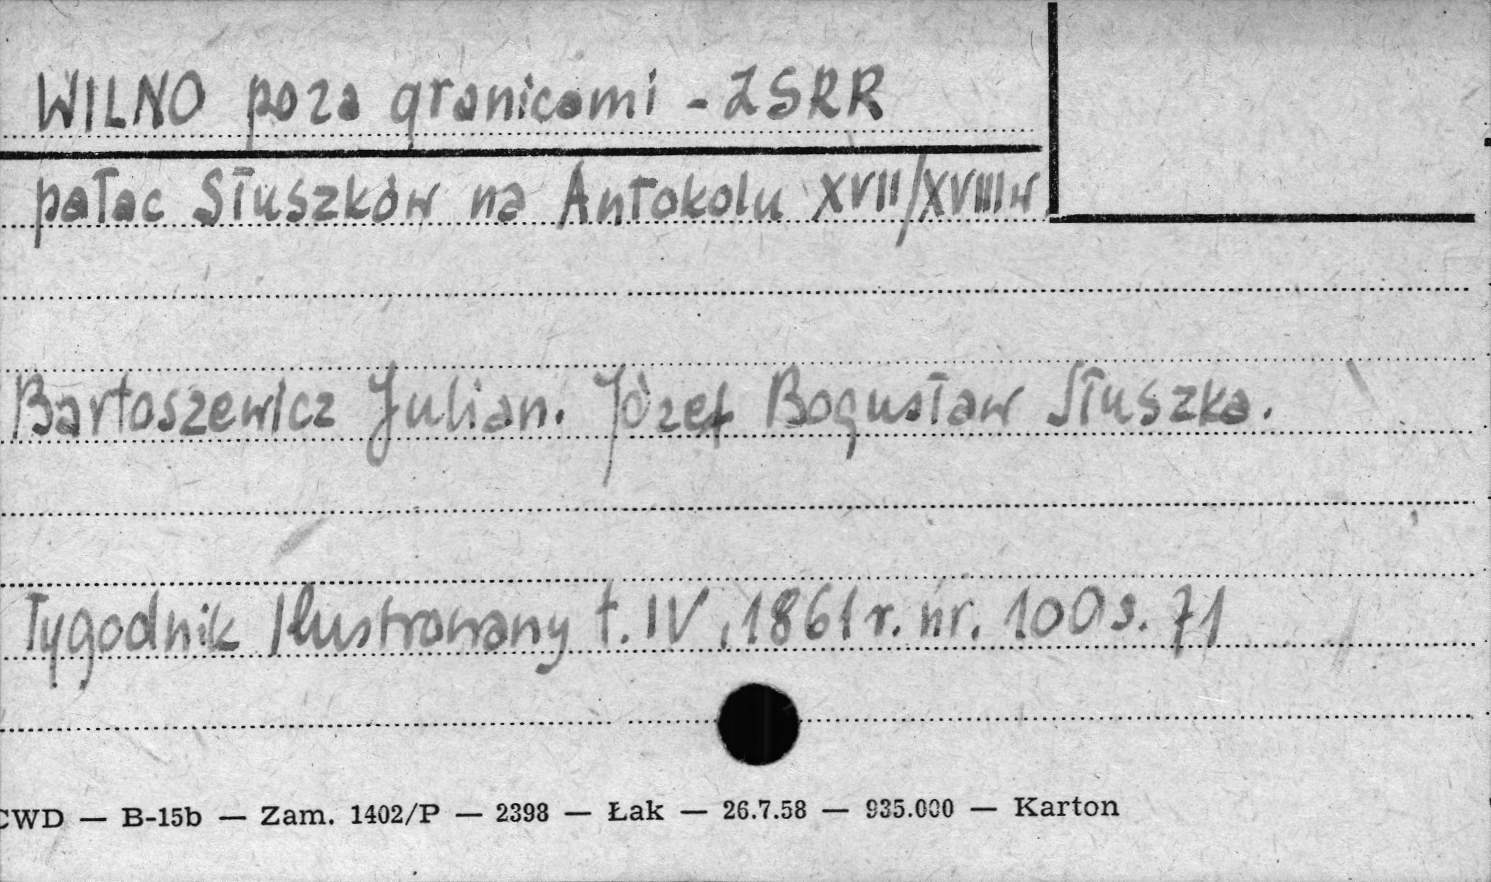 WILNO poza granicami - ZSRR
pałac Słuszków na Antokolu XVII/XVIII w
Bartoszewicz Julian. Józef Bogusław Słuszka.
Tygodnik Ilustrowany t. IV, 1861 r. nr. 100 s. 71
CWD — B-15b — Zam. 1402/P — 2398 — Łak — 26.7.58 — 935.000 — Karton